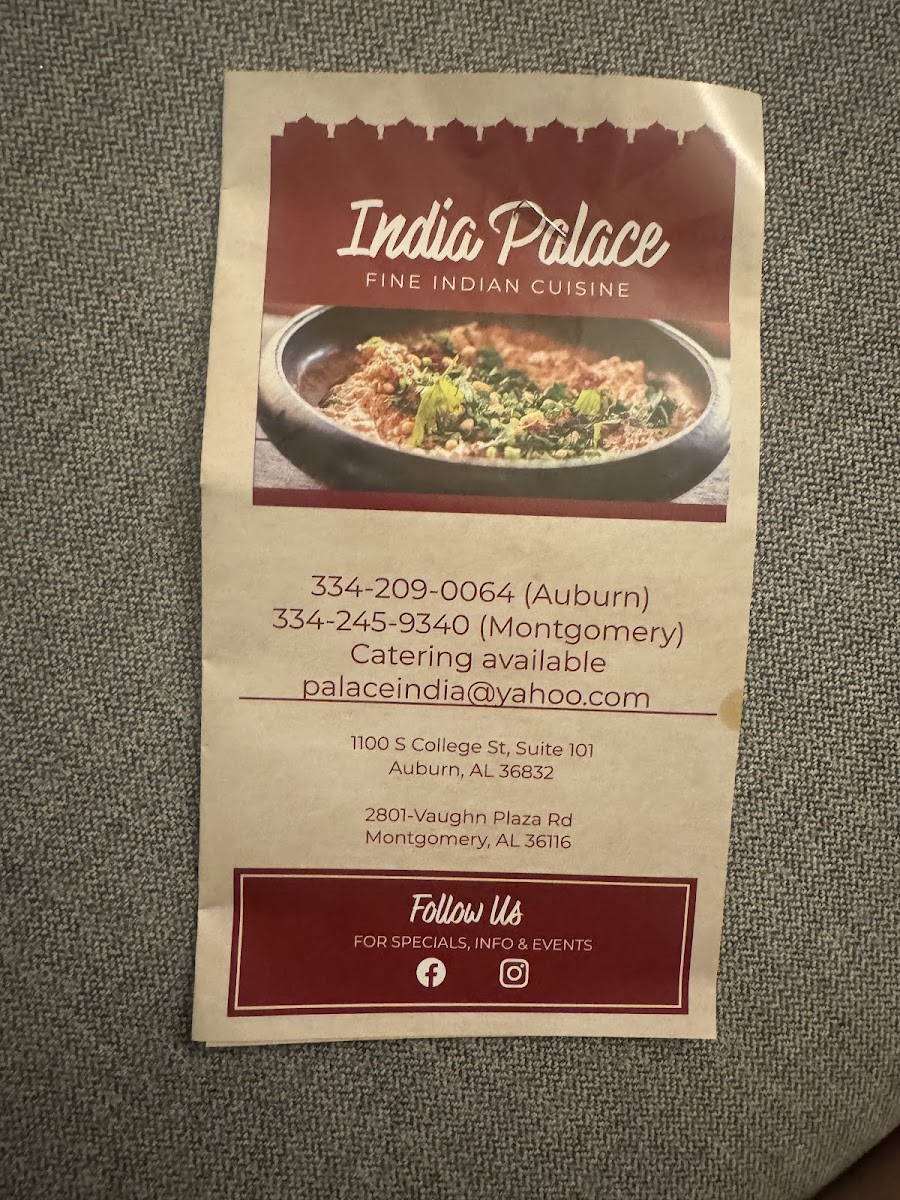 India Palace
FINE INDIAN CUISINE
334-209-0064 (Auburn)
334-245-9340 (Montgomery)
Catering available
palaceindia@yahoo.com
1100 S College St, Suite 101
Auburn, AL 36832
2801-Vaughn Plaza Rd
Montgomery, AL 36116
Follow Us
FOR SPECIALS, INFO & EVENTS